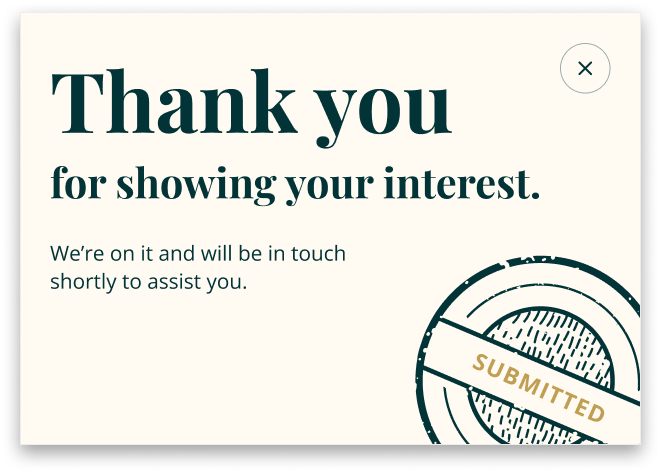 Thank you
for showing your interest.
We’re on it and will be in touch
shortly to assist you.
SUBMITTED